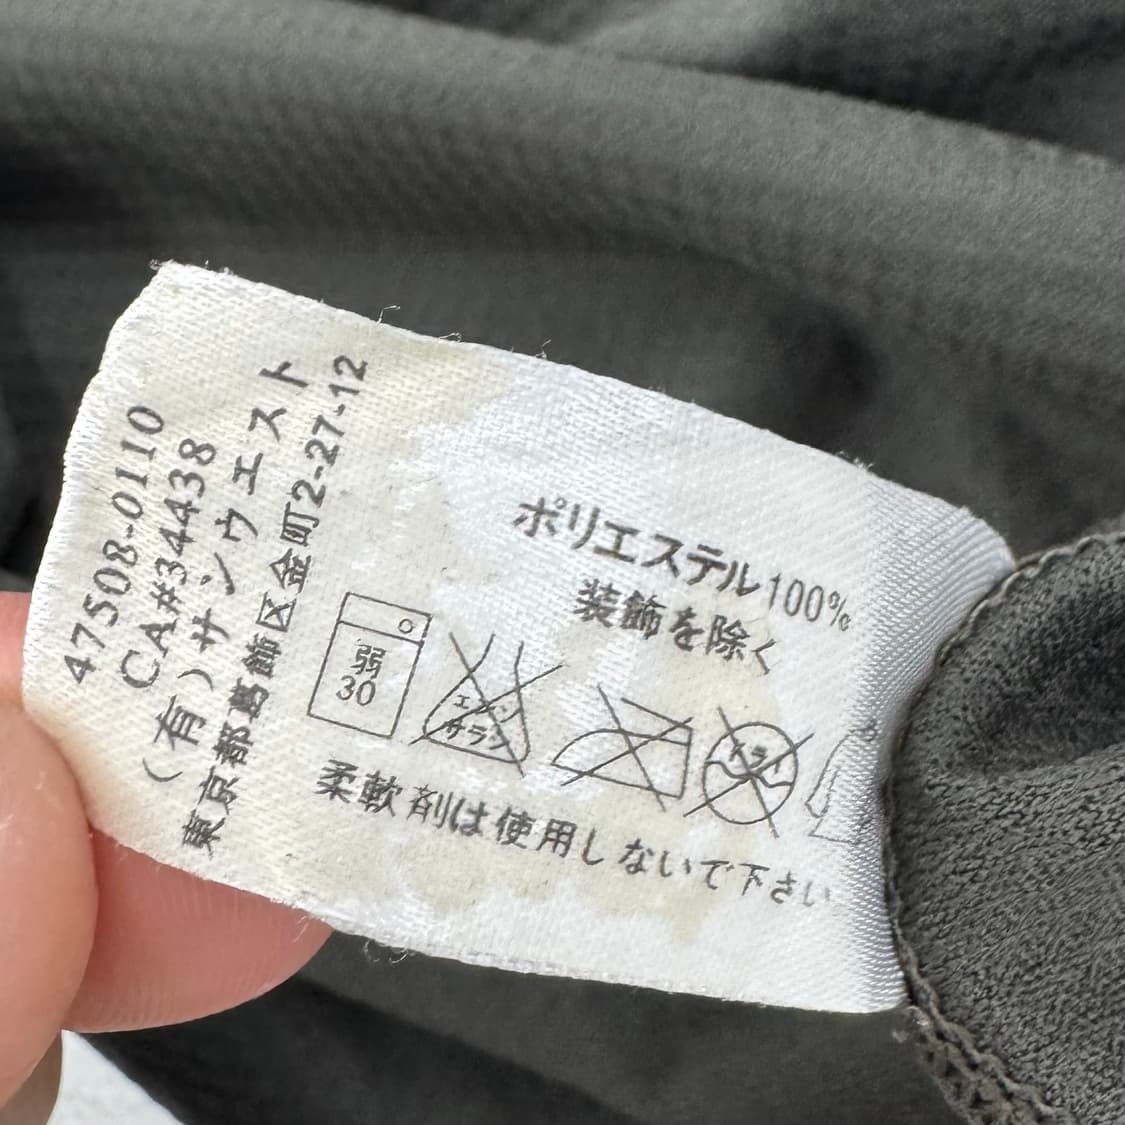 ポリエステル100%
装飾を除く
弱
30
エンソ
サラシ
ドライ
柔軟剤は使用しないで下さい
47508-0110
CA#34438
(有)サンウエスト
東京都葛飾区金町2-27-12